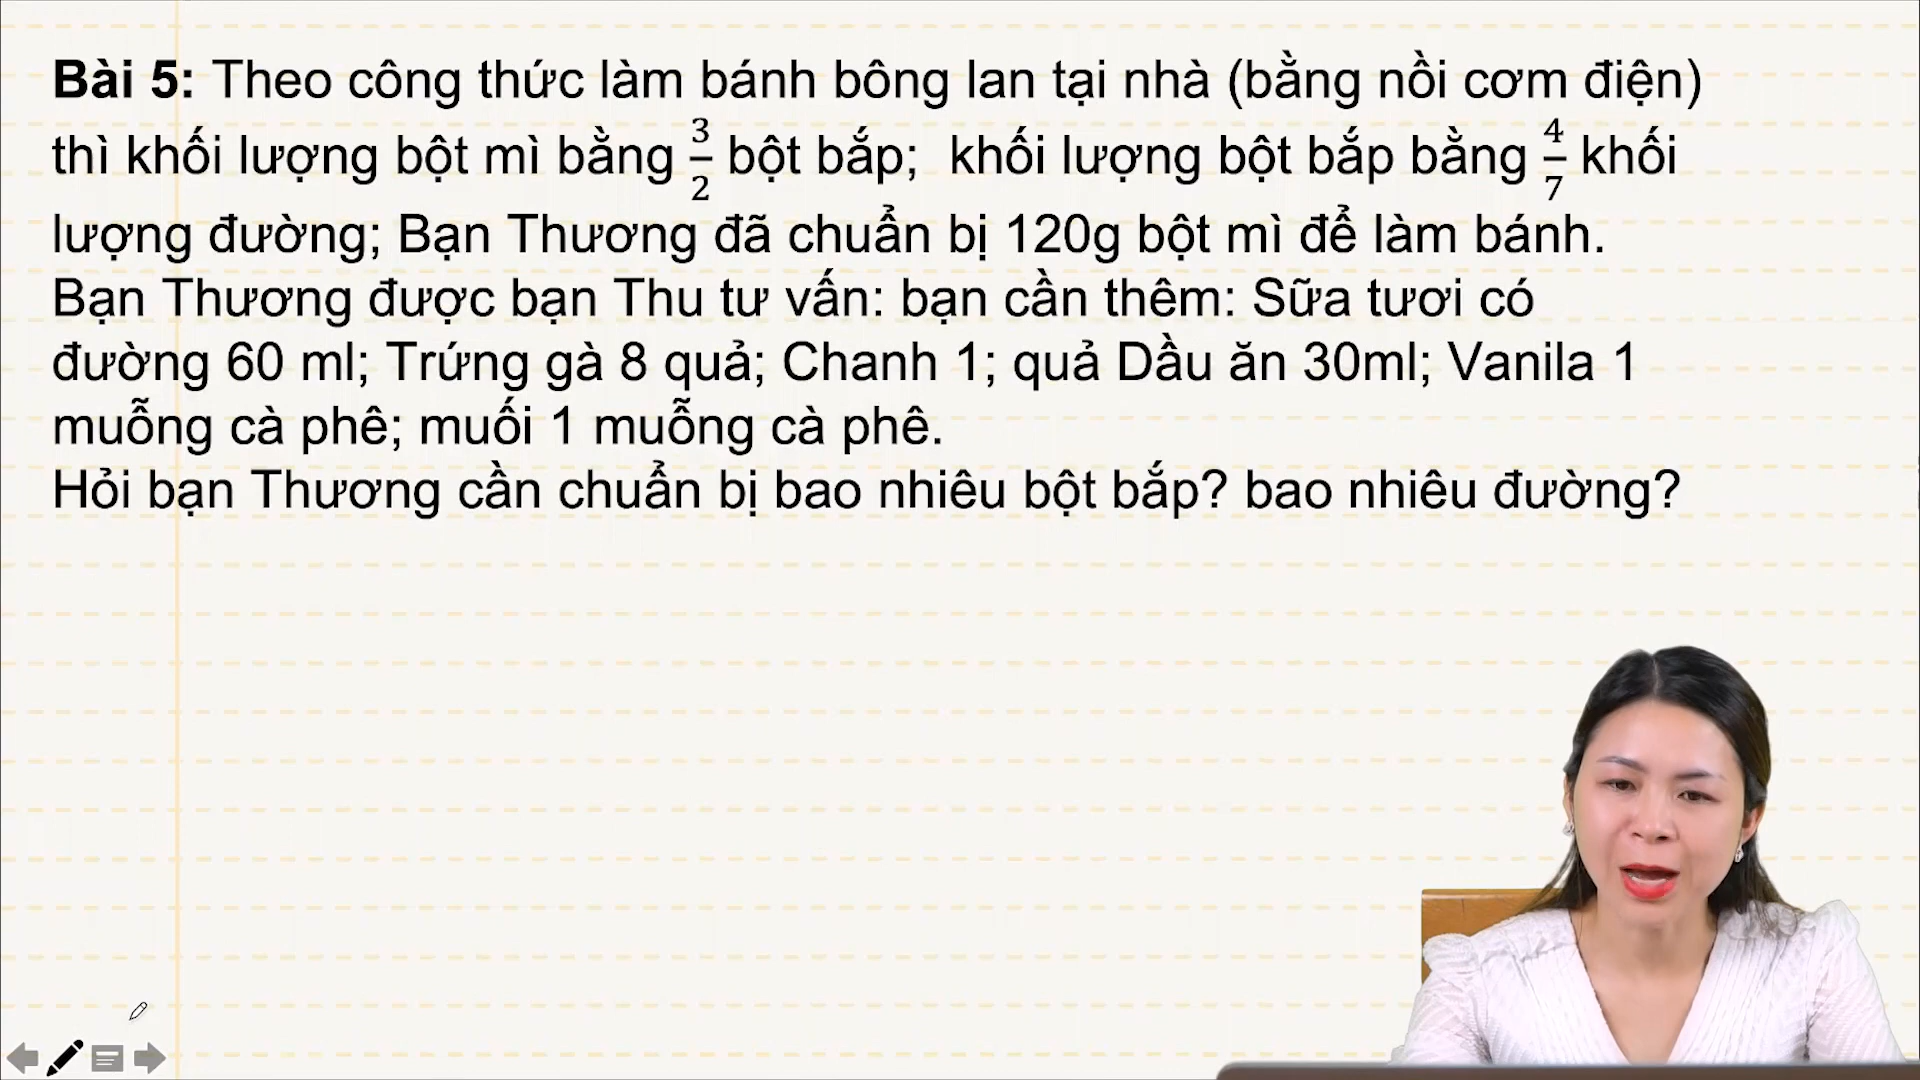 Bài 5: Theo công thức làm bánh bông lan tại nhà (bằng nồi cơm điện)
thì khối lượng bột mì bằng 3/2 bột bắp; khối lượng bột bắp bằng 4/7 khối
lượng đường; Bạn Thương đã chuẩn bị 120g bột mì để làm bánh.
Bạn Thương được bạn Thu tư vấn: bạn cần thêm: Sữa tươi có
đường 60 ml; Trứng gà 8 quả; Chanh 1; quả Dầu ăn 30ml; Vanila 1
muỗng cà phê; muối 1 muỗng cà phê.
Hỏi bạn Thương cần chuẩn bị bao nhiêu bột bắp? bao nhiêu đường?